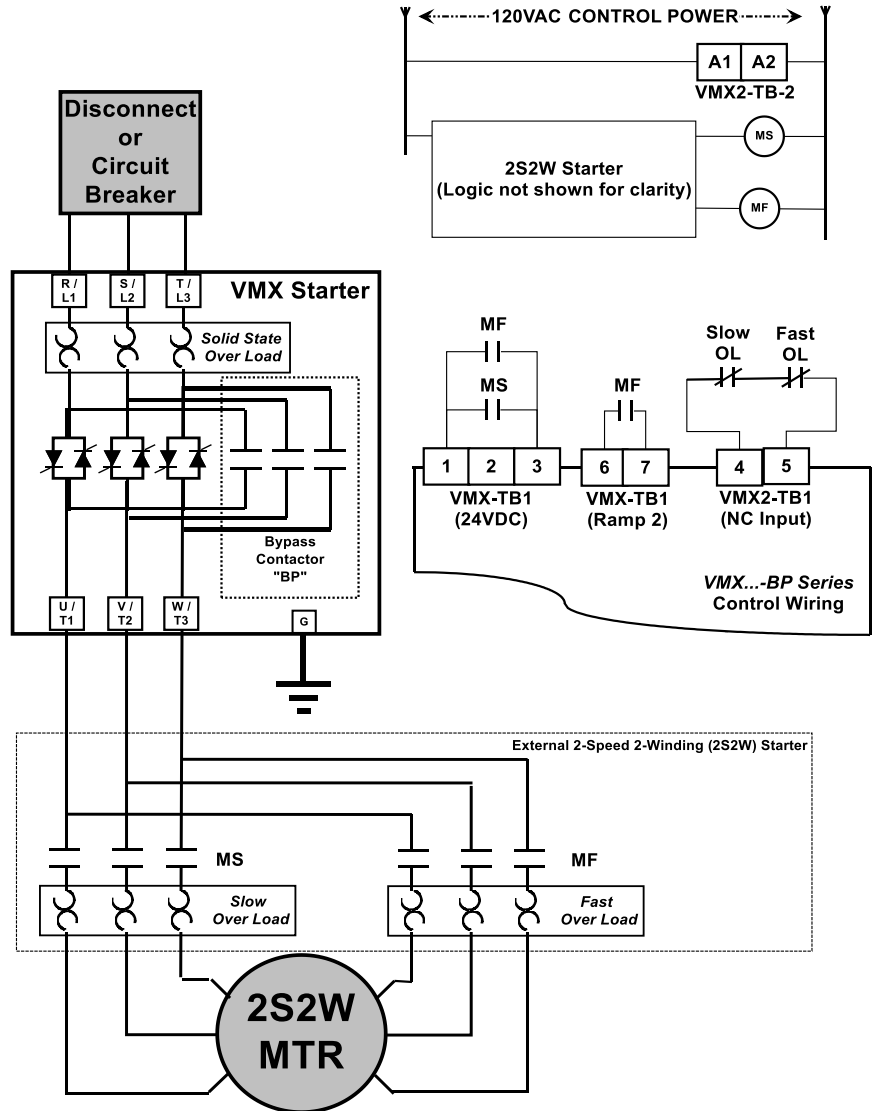 120VAC CONTROL POWER
A1 A2
VMX2-TB-2
MS
2S2W Starter
(Logic not shown for clarity)
MF
Disconnect
or
Circuit
Breaker
R /
L1
S /
L2
T /
L3
VMX Starter
Solid State
Over Load
Bypass
Contactor
"BP"
U /
T1
V /
T2
W /
T3
G
MF
MS
1 2 3
VMX-TB1
(24VDC)
MF
6 7
VMX-TB1
(Ramp 2)
Slow
OL
Fast
OL
4 5
VMX2-TB1
(NC Input)
VMX...-BP Series
Control Wiring
External 2-Speed 2-Winding (2S2W) Starter
MS
MF
Slow
Over Load
Fast
Over Load
2S2W
MTR